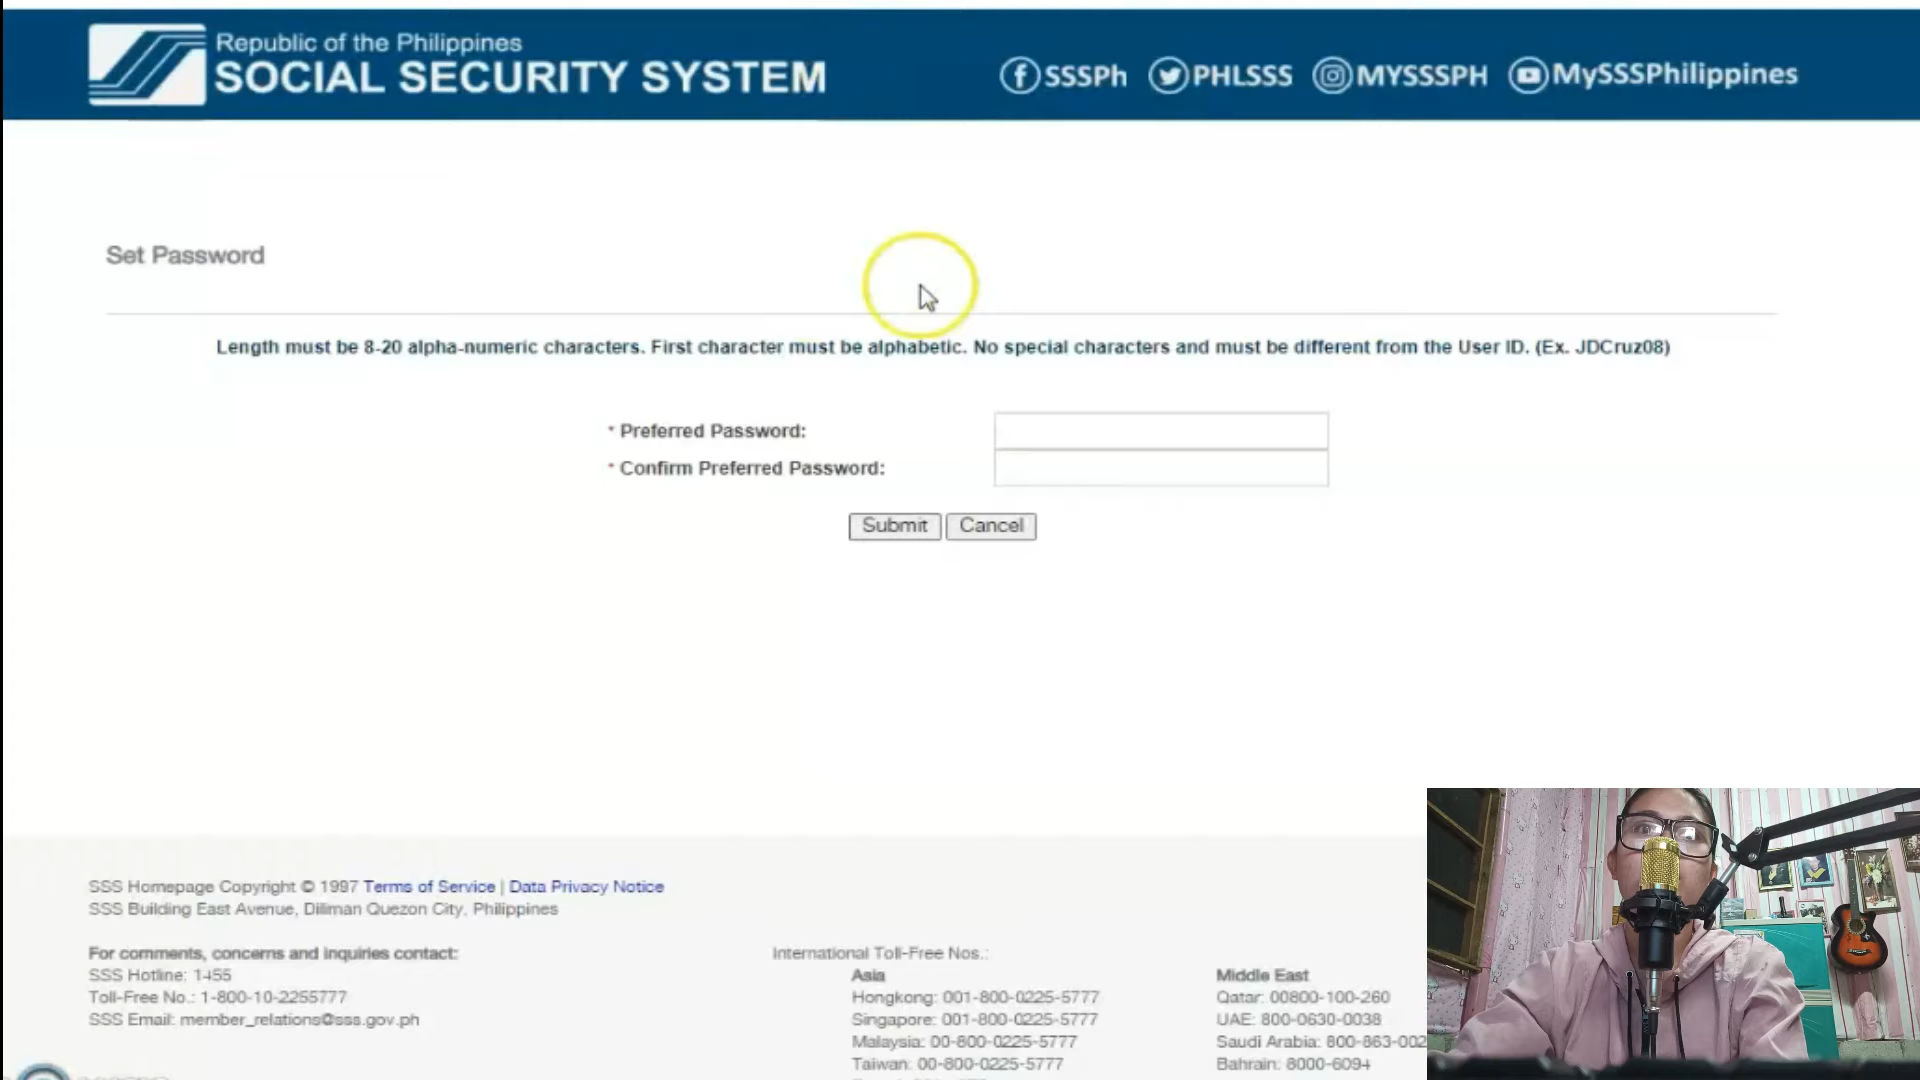 Republic of the Philippines
SOCIAL SECURITY SYSTEM
SSSPh
PHLSSS
MYSSSPH
MySSSPhilippines
Set Password
Length must be 8-20 alpha-numeric characters. First character must be alphabetic. No special characters and must be different from the User ID. (Ex. JDCruz08)
* Preferred Password:
* Confirm Preferred Password:
Submit Cancel
SSS Homepage Copyright © 1997 Terms of Service | Data Privacy Notice
SSS Building East Avenue, Diliman Quezon City, Philippines
For comments, concerns and inquiries contact:
SSS Hotline: 1455
Toll-Free No.: 1-800-10-2255777
SSS Email: member_relations@sss.gov.ph
International Toll-Free Nos.:
Asia
Hongkong: 001-800-0225-5777
Singapore: 001-800-0225-5777
Malaysia: 00-800-0225-5777
Taiwan: 00-800-0225-5777
Middle East
Qatar: 00800-100-260
UAE: 800-0630-0038
Saudi Arabia: 800-863-002
Bahrain: 8000-6094